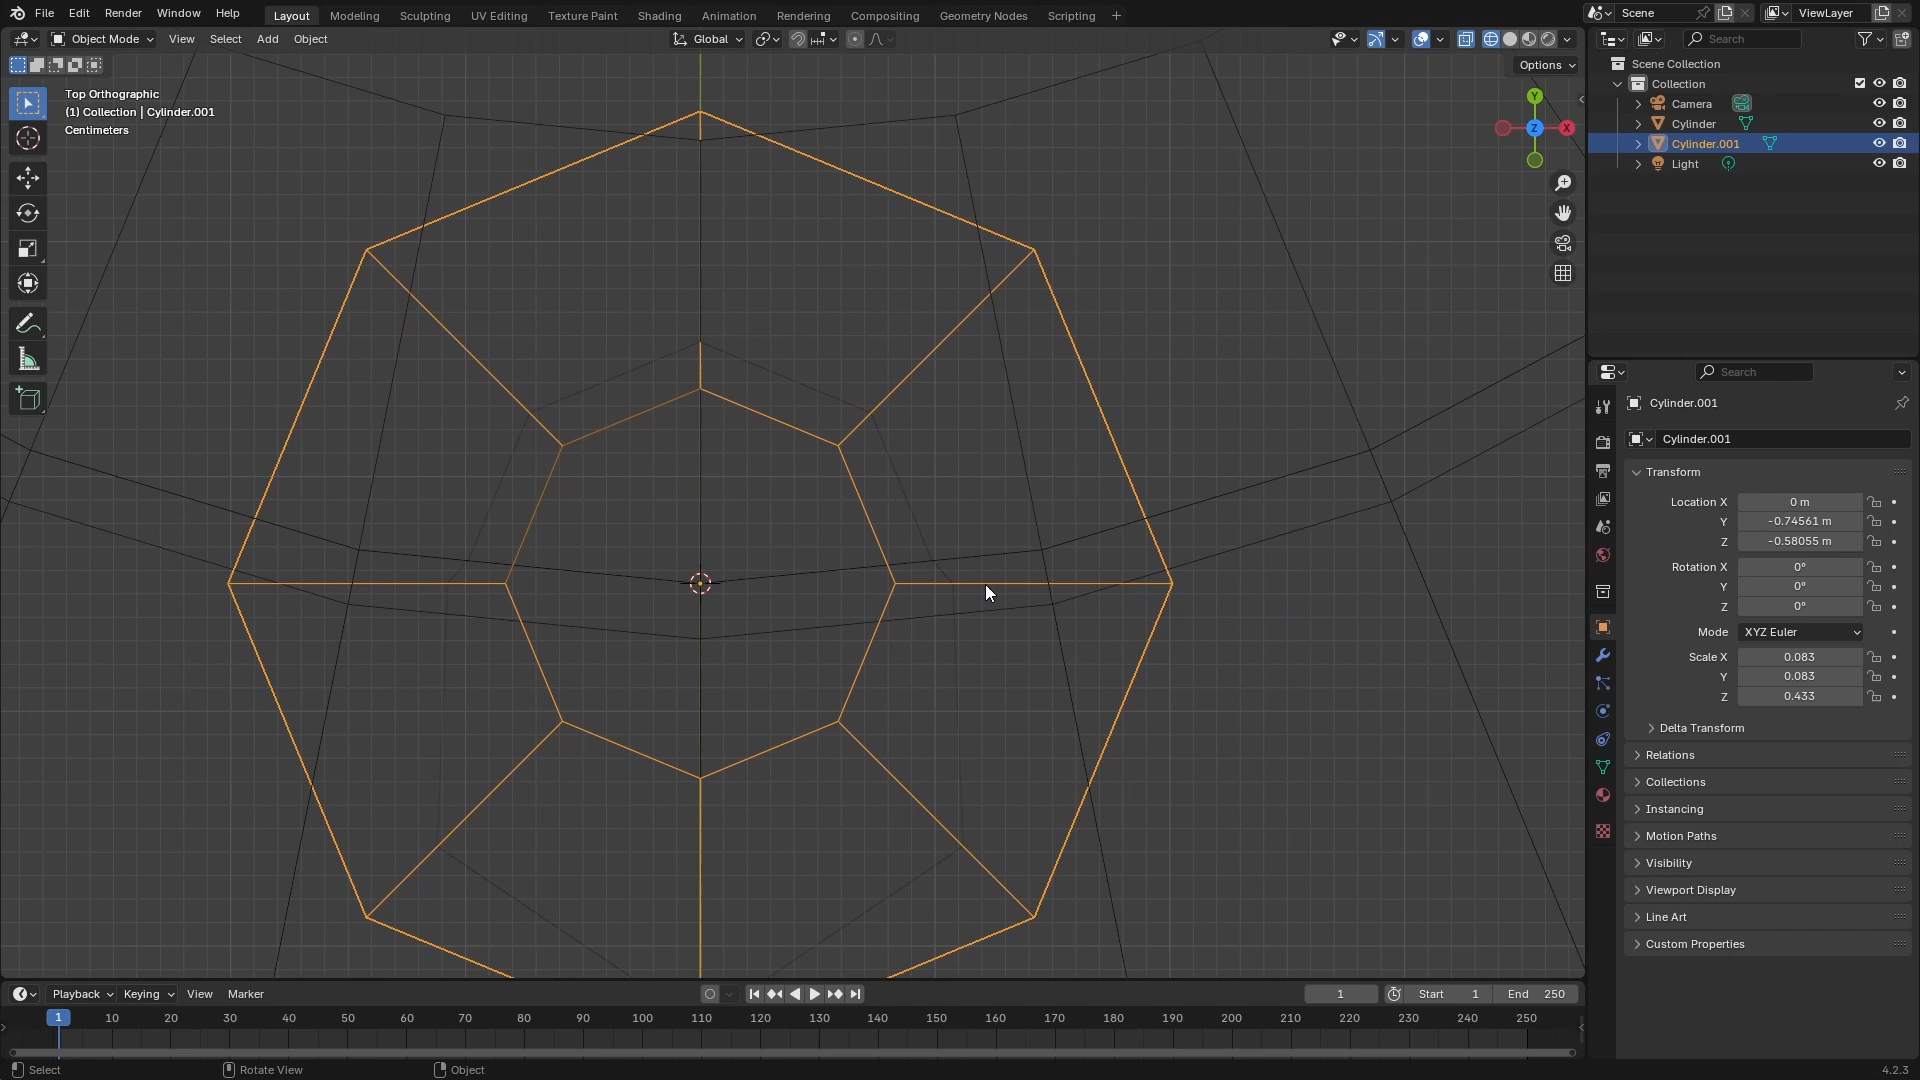 File Edit Render Window Help Layout Modeling Sculpting UV Editing Texture Paint Shading Animation Rendering Compositing Geometry Nodes Scripting Scene ViewLayer
Object Mode View Select Add Object Global Search
Options
Top Orthographic
(1) Collection | Cylinder.001
Centimeters
Y
Z
X
Scene Collection
Collection
Camera
Cylinder
Cylinder.001
Light
Search
Cylinder.001
Cylinder.001
Transform
Location X 0 m
Y -0.74561 m
Z -0.58055 m
Rotation X 0°
Y 0°
Z 0°
Mode XYZ Euler
Scale X 0.083
Y 0.083
Z 0.433
Delta Transform
Relations
Collections
Instancing
Motion Paths
Visibility
Viewport Display
Line Art
Custom Properties
Playback Keying View Marker 1 Start 1 End 250
1 10 20 30 40 50 60 70 80 90 100 110 120 130 140 150 160 170 180 190 200 210 220 230 240 250
Select Rotate View Object 4.2.3